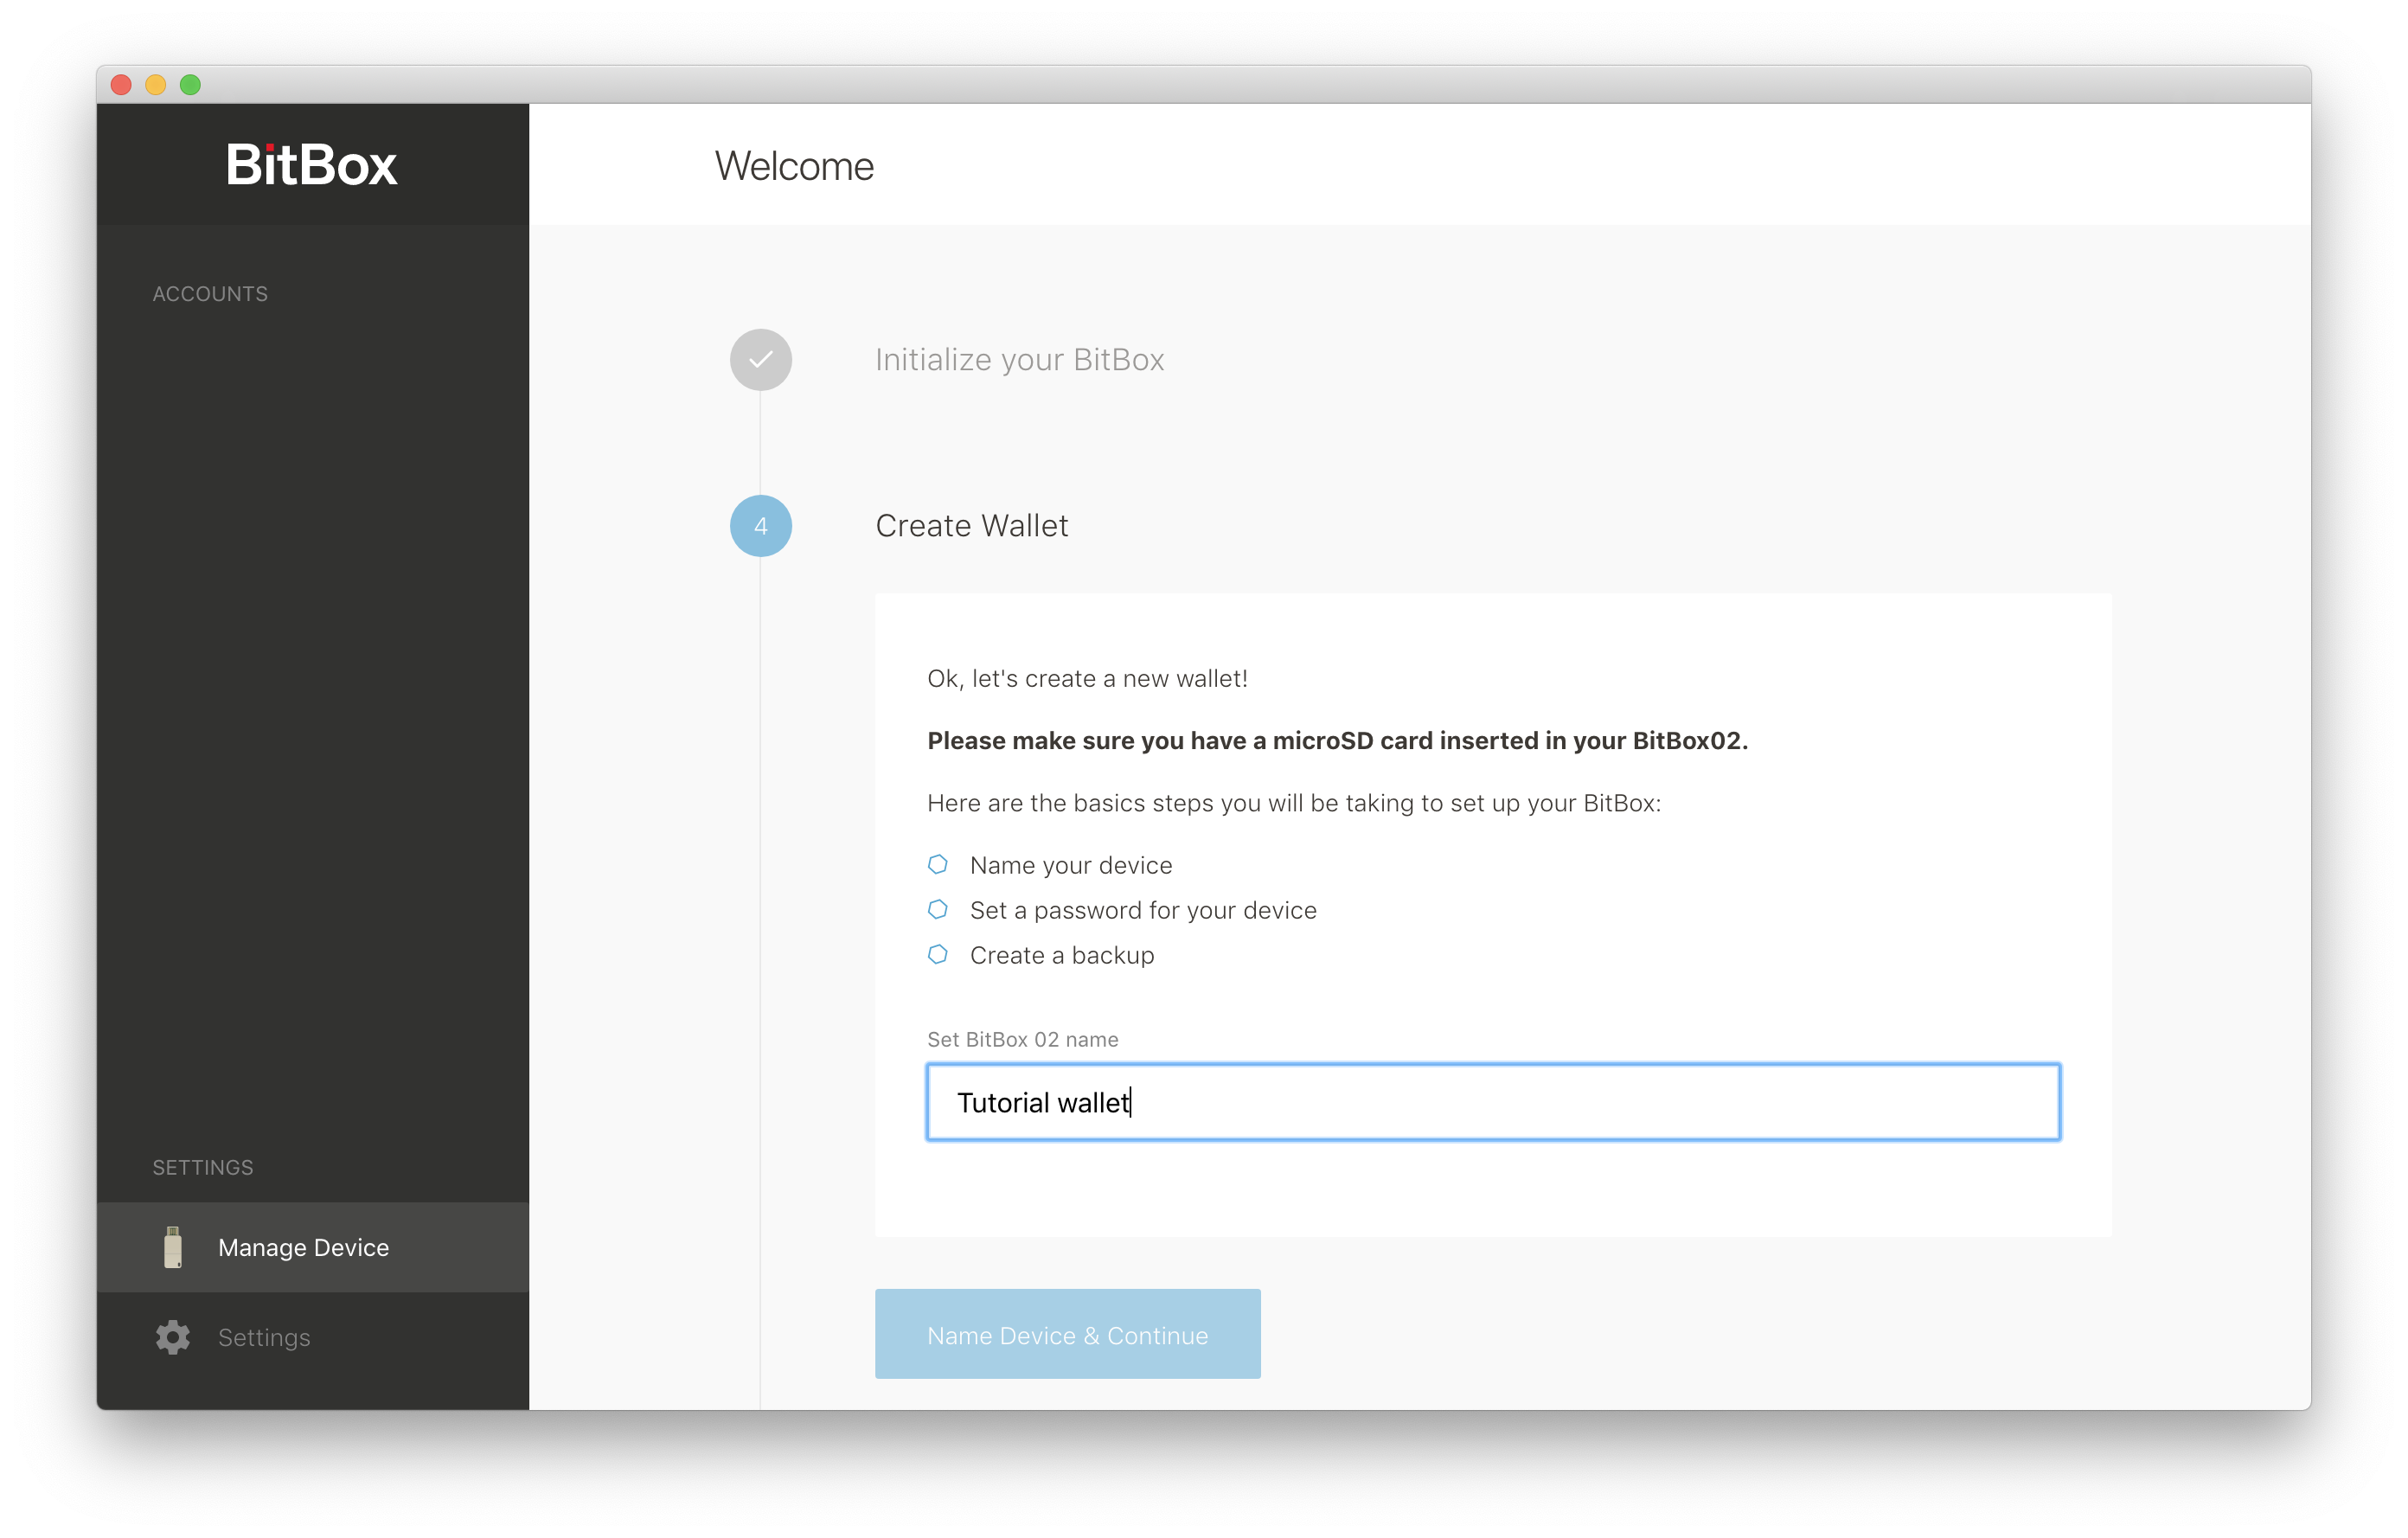 BitBox
Welcome
ACCOUNTS
Initialize your BitBox
4
Create Wallet
Ok, let's create a new wallet!
Please make sure you have a microSD card inserted in your BitBox02.
Here are the basics steps you will be taking to set up your BitBox:
Name your device
Set a password for your device
Create a backup
Set BitBox 02 name
Tutorial wallet
SETTINGS
Manage Device
Settings
Name Device & Continue